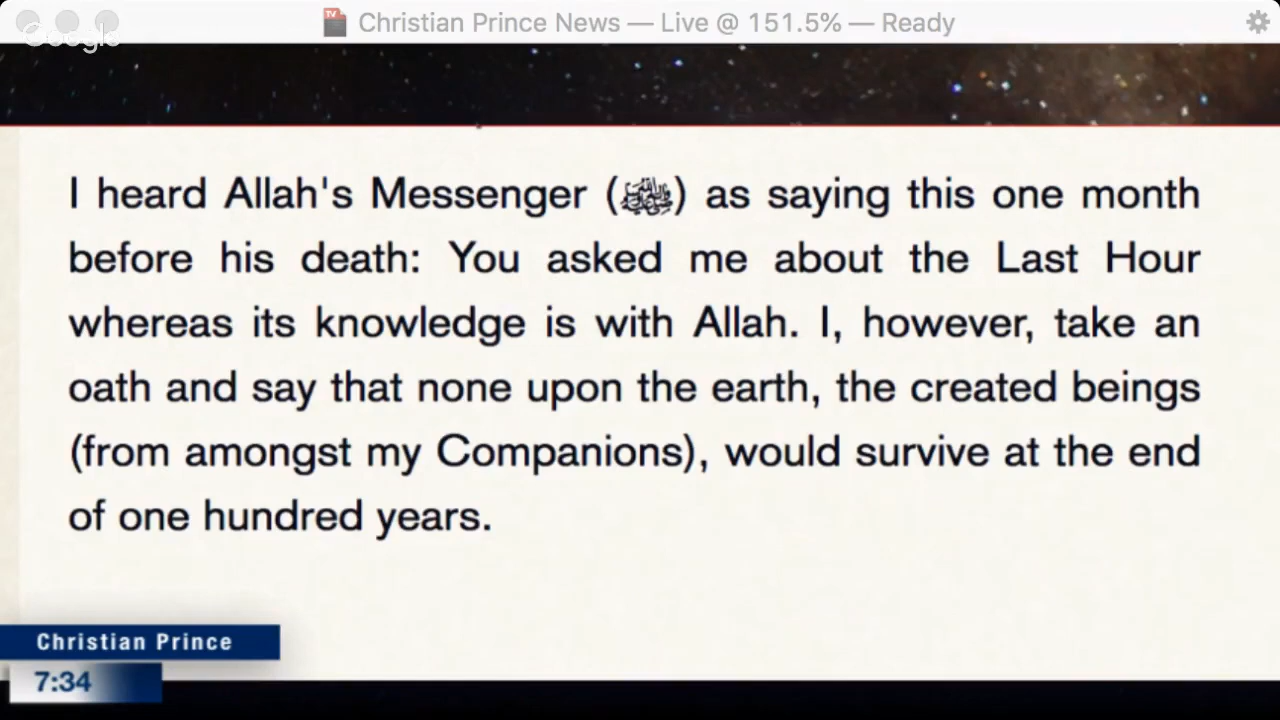 TV Christian Prince News — Live @ 151.5% — Ready
Google
I heard Allah's Messenger (ﷺ) as saying this one month
before his death: You asked me about the Last Hour
whereas its knowledge is with Allah. I, however, take an
oath and say that none upon the earth, the created beings
(from amongst my Companions), would survive at the end
of one hundred years.
Christian Prince
7:34